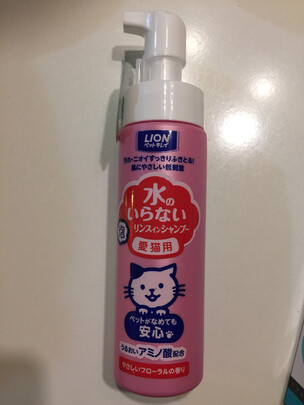 LION
ペットキレイ
汚れ・ニオイすっきりふきとる!
肌にやさしい低刺激
水の
いらない
泡
リンスインシャンプー
愛猫用
ペットがなめても
安心
うるおいアミノ酸配合
やさしいフローラルの香り